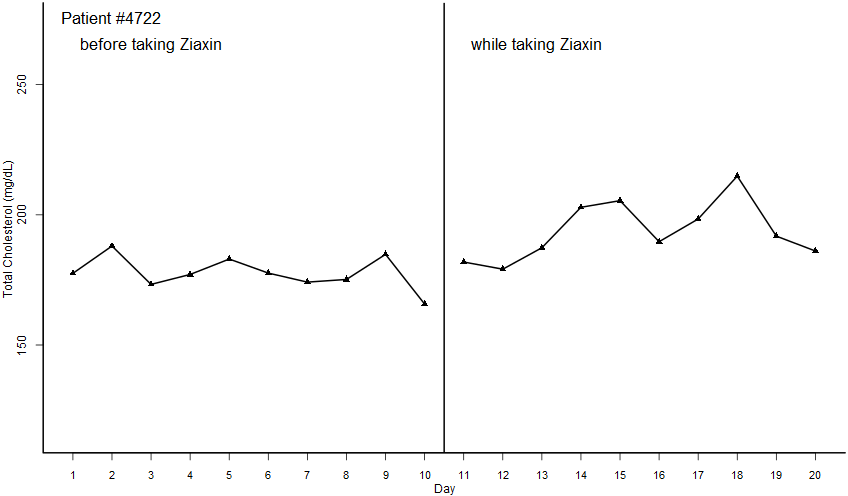 Patient #4722
before taking Ziaxin
while taking Ziaxin
Total Cholesterol (mg/dL)
250
200
150
1 2 3 4 5 6 7 8 9 10 11 12 13 14 15 16 17 18 19 20
Day